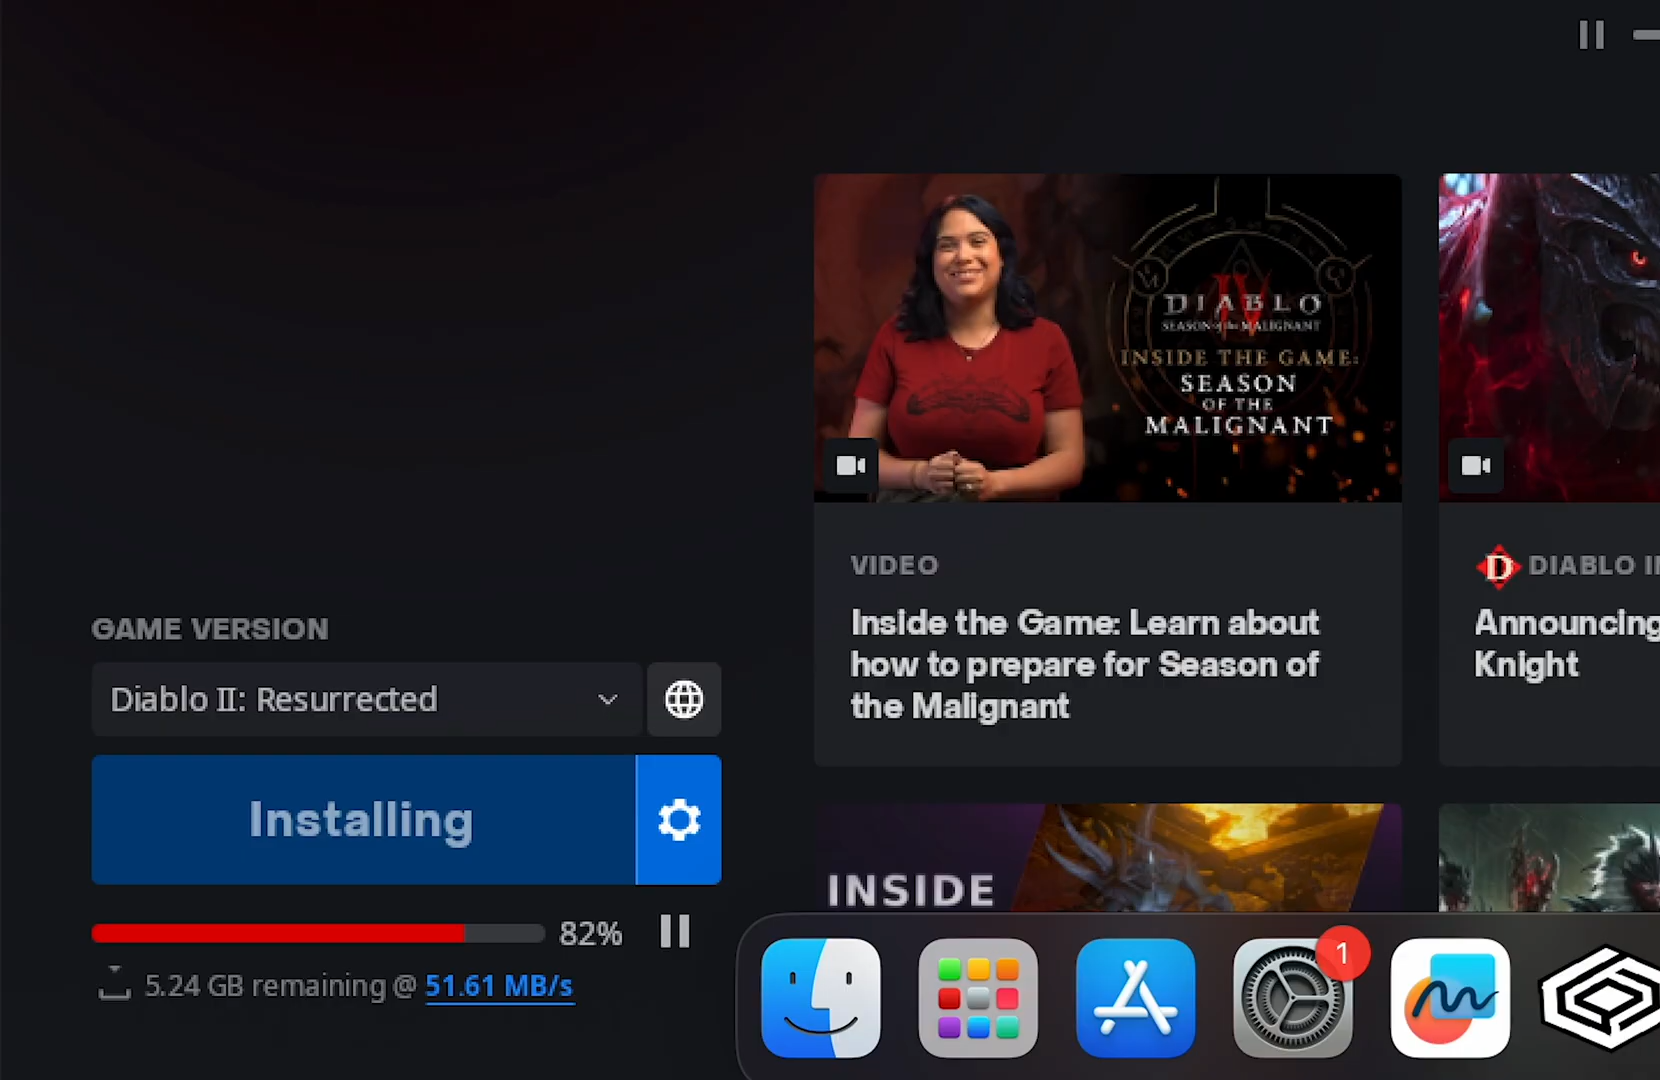 DIABLO
IV
SEASON of the MALIGNANT
INSIDE THE GAME:
SEASON
OF THE
MALIGNANT
VIDEO
Inside the Game: Learn about
how to prepare for Season of
the Malignant
D DIABLO
Announcing
Knight
GAME VERSION
Diablo II: Resurrected
Installing
82%
5.24 GB remaining @ 51.61 MB/s
INSIDE
1